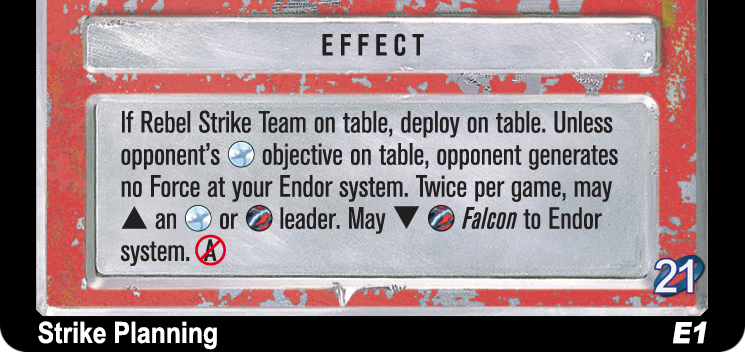 EFFECT
If Rebel Strike Team on table, deploy on table. Unless
opponent's objective on table, opponent generates
no Force at your Endor system. Twice per game, may
▲ an or leader. May ▼ Falcon to Endor
system. A
21
Strike Planning E1